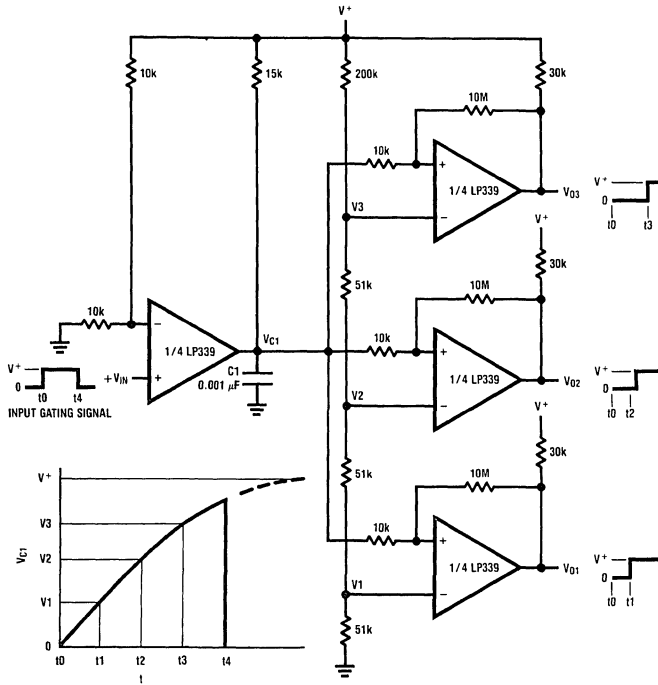 V+
10k
15k
200k
30k
10M
10k
+
1/4 LP339
−
V03
V+
0
t0
t3
V3
V+
30k
51k
10M
10k
10k
−
1/4 LP339
+
+VIN
VC1
C1
0.001 µF
+
1/4 LP339
−
V02
V+
0
t0
t2
V+
0
t0
t4
INPUT GATING SIGNAL
V2
V+
30k
51k
10M
10k
+
1/4 LP339
−
V01
V+
0
t0
t1
V1
51k
V+
V3
V2
V1
0
VC1
t0
t1
t2
t3
t4
t